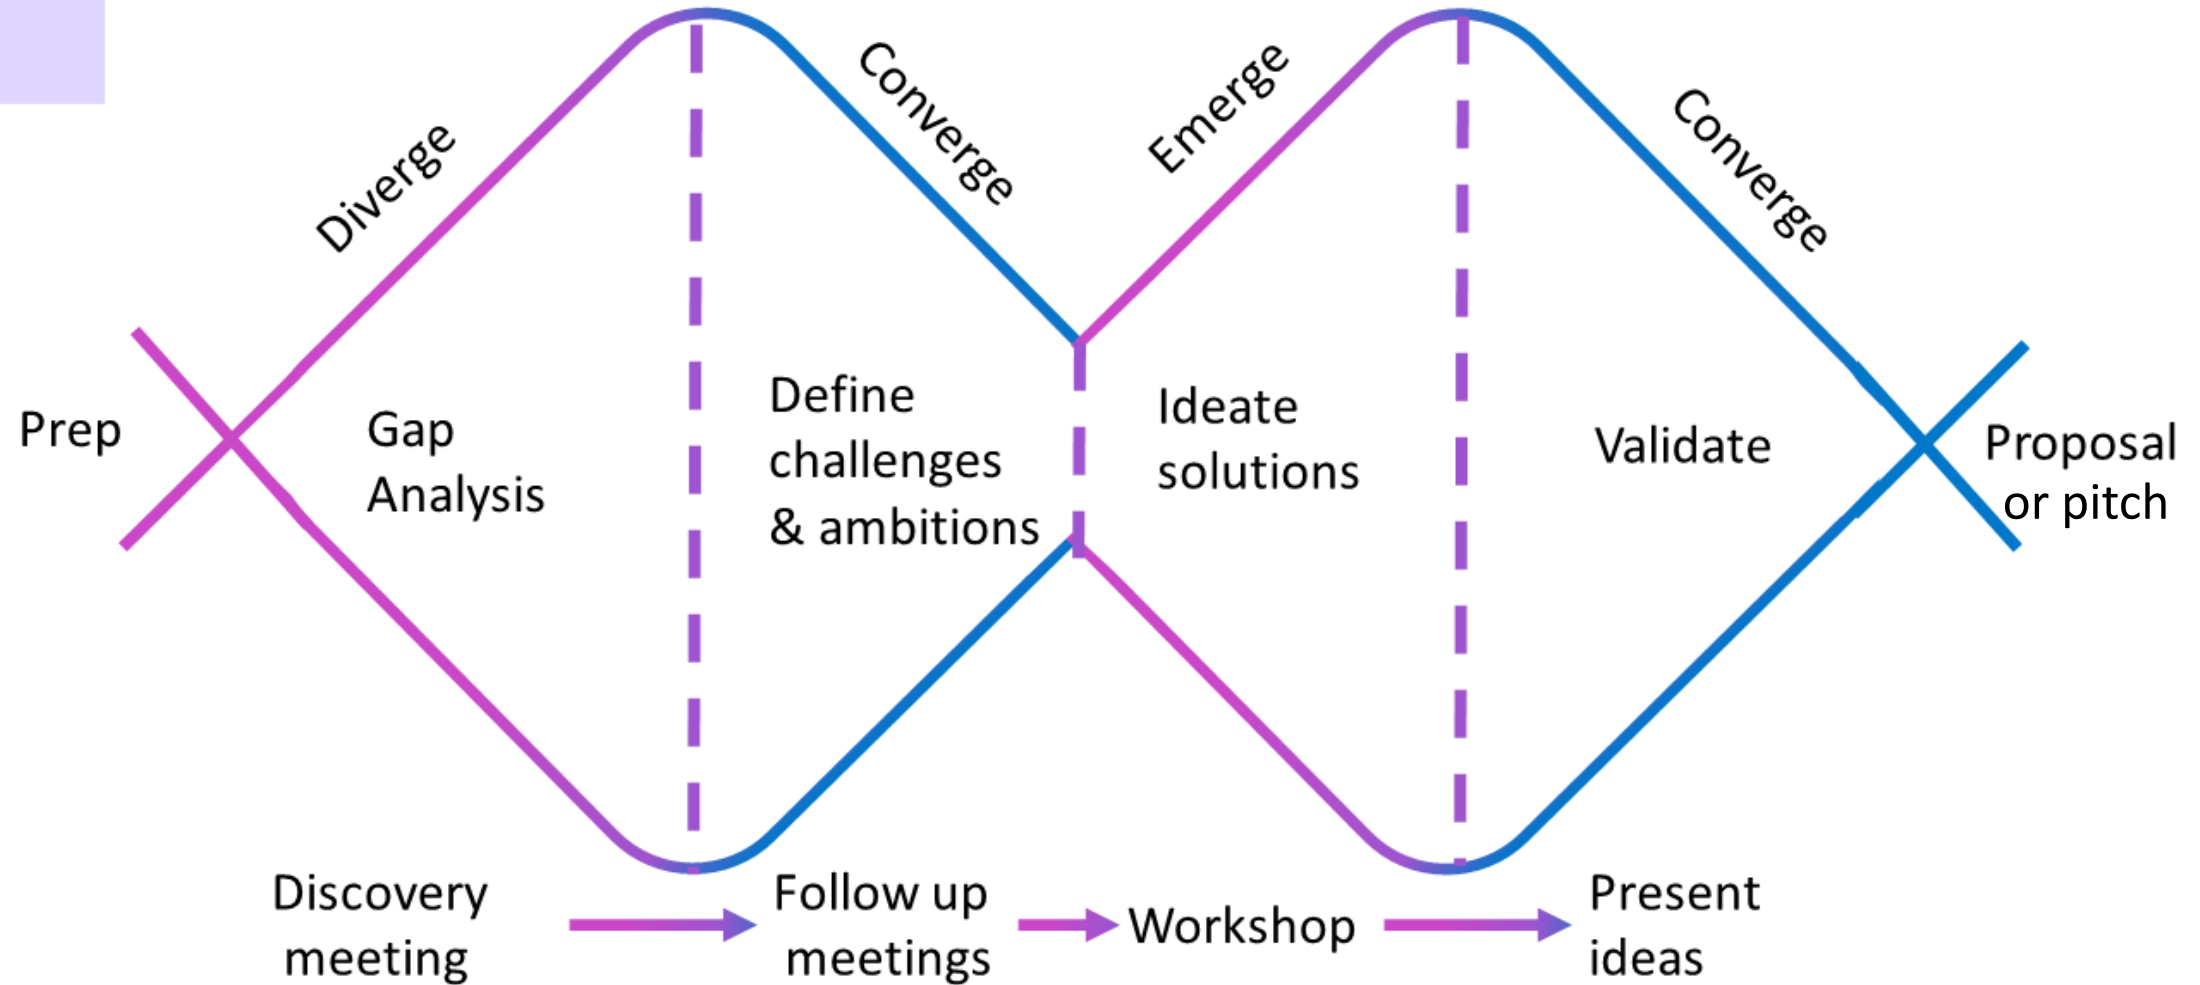 Diverge
Converge
Emerge
Converge
Prep
Gap
Analysis
Define
challenges
& ambitions
Ideate
solutions
Validate
Proposal
or pitch
Discovery
meeting
Follow up
meetings
Workshop
Present
ideas